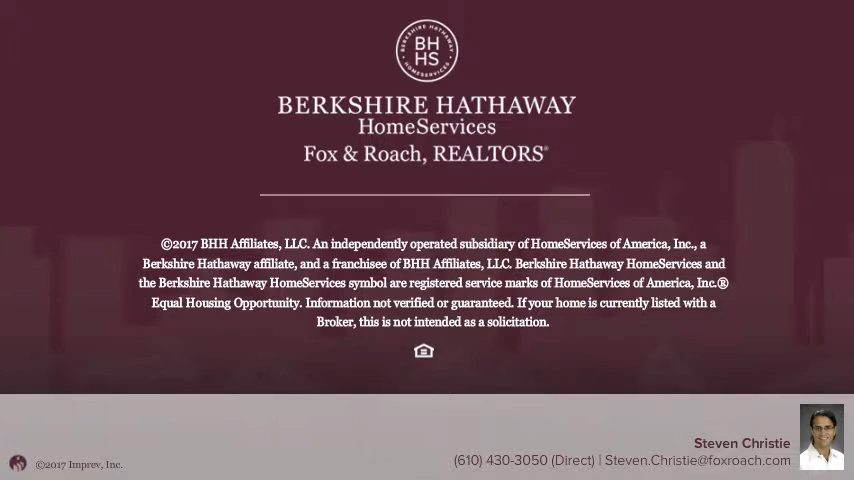 BERKSHIRE HATHAWAY
HOMESERVICES
BH
HS
BERKSHIRE HATHAWAY
HomeServices
Fox & Roach, REALTORS®
©2017 BHH Affiliates, LLC. An independently operated subsidiary of HomeServices of America, Inc., a
Berkshire Hathaway affiliate, and a franchisee of BHH Affiliates, LLC. Berkshire Hathaway HomeServices and
the Berkshire Hathaway HomeServices symbol are registered service marks of HomeServices of America, Inc.®
Equal Housing Opportunity. Information not verified or guaranteed. If your home is currently listed with a
Broker, this is not intended as a solicitation.
Steven Christie
(610) 430-3050 (Direct) | Steven.Christie@foxroach.com
©2017 Imprev, Inc.